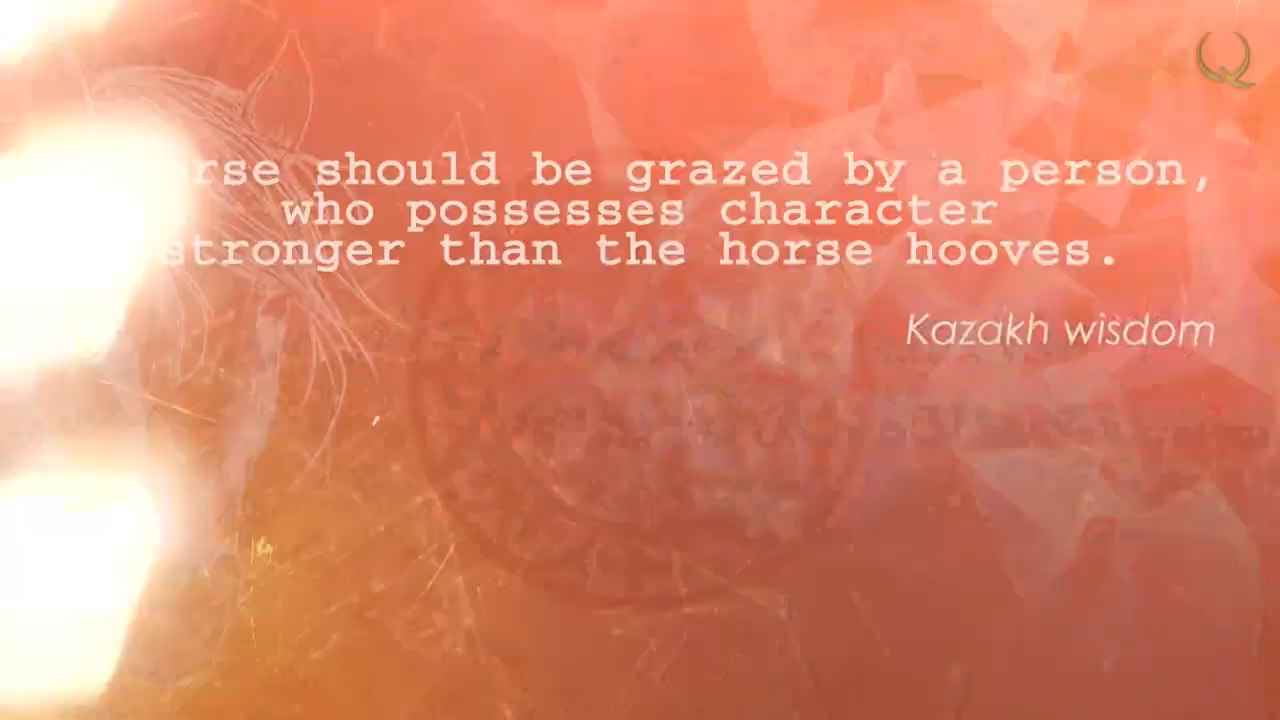 should be grazed by a person,
who possesses character
stronger than the horse hooves.
Kazakh wisdom